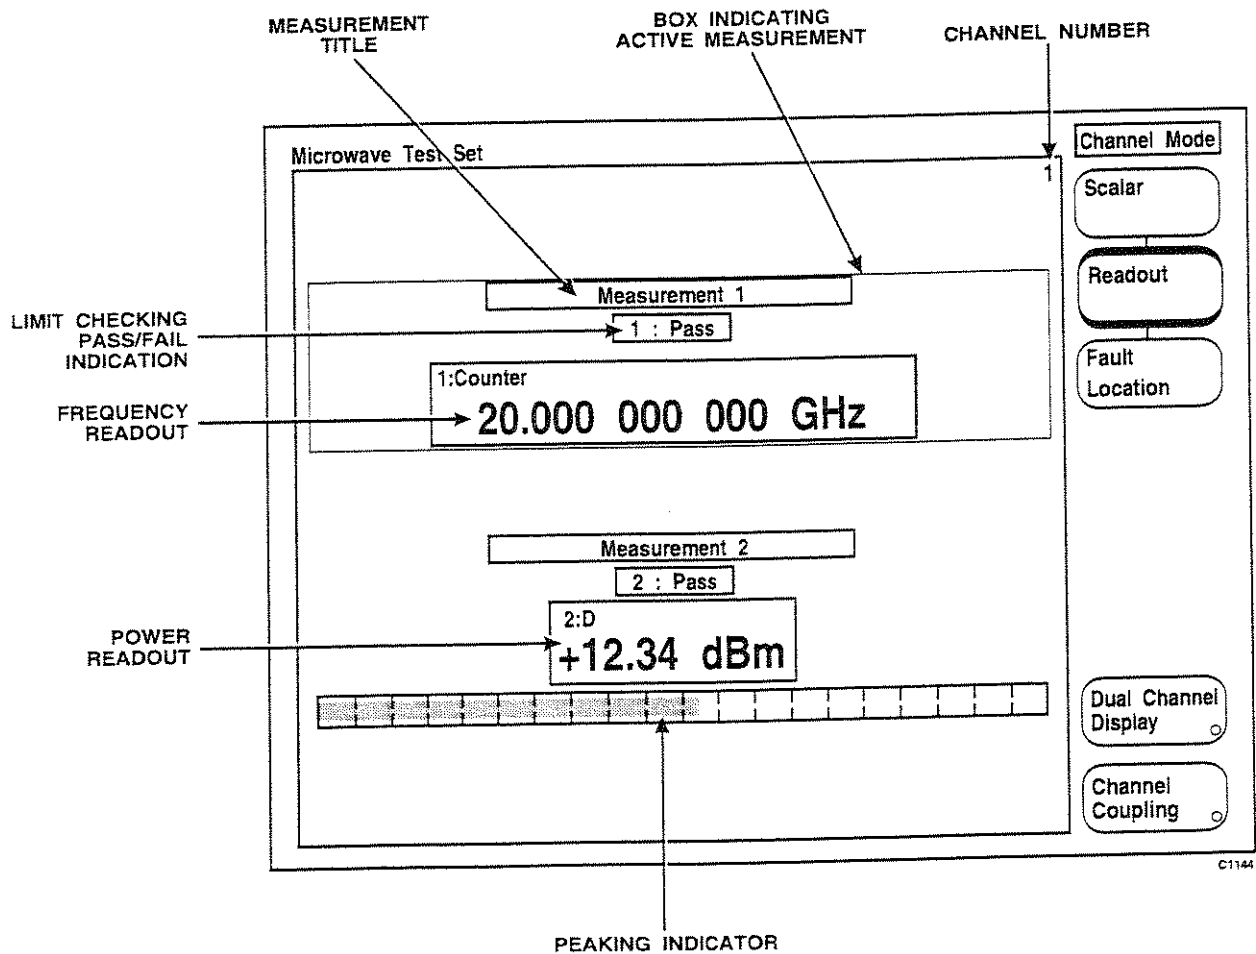 MEASUREMENT
TITLE
BOX INDICATING
ACTIVE MEASUREMENT
CHANNEL NUMBER
Microwave Test Set
1
Channel Mode
Scalar
Readout
Fault
Location
Measurement 1
1 : Pass
LIMIT CHECKING
PASS/FAIL
INDICATION
1:Counter
20.000 000 000 GHz
FREQUENCY
READOUT
Measurement 2
2 : Pass
2:D
+12.34 dBm
POWER
READOUT
Dual Channel
Display
Channel
Coupling
C1144
PEAKING INDICATOR